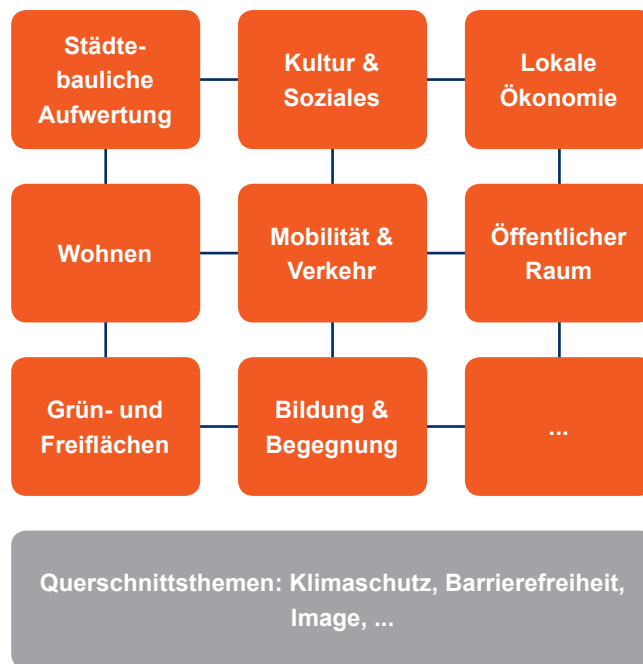 Städte-
bauliche
Aufwertung
Kultur &
Soziales
Lokale
Ökonomie
Wohnen
Mobilität &
Verkehr
Öffentlicher
Raum
Grün- und
Freiflächen
Bildung &
Begegnung
...
Querschnittsthemen: Klimaschutz, Barrierefreiheit,
Image, ...